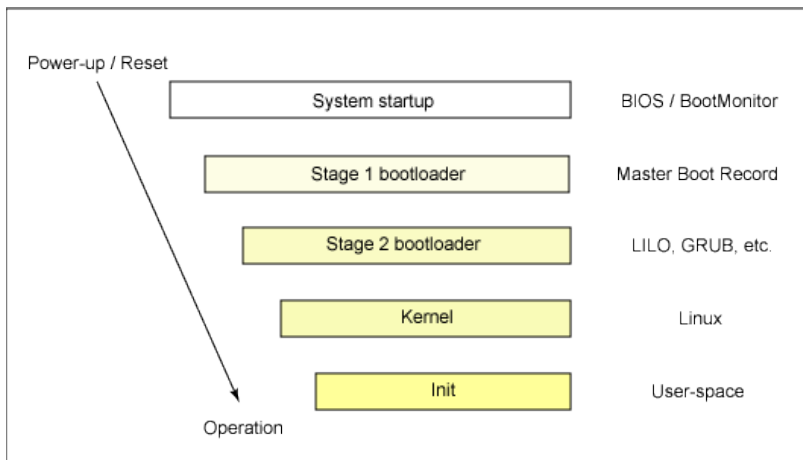 Power-up / Reset
System startup
BIOS / BootMonitor
Stage 1 bootloader
Master Boot Record
Stage 2 bootloader
LILO, GRUB, etc.
Kernel
Linux
Init
User-space
Operation